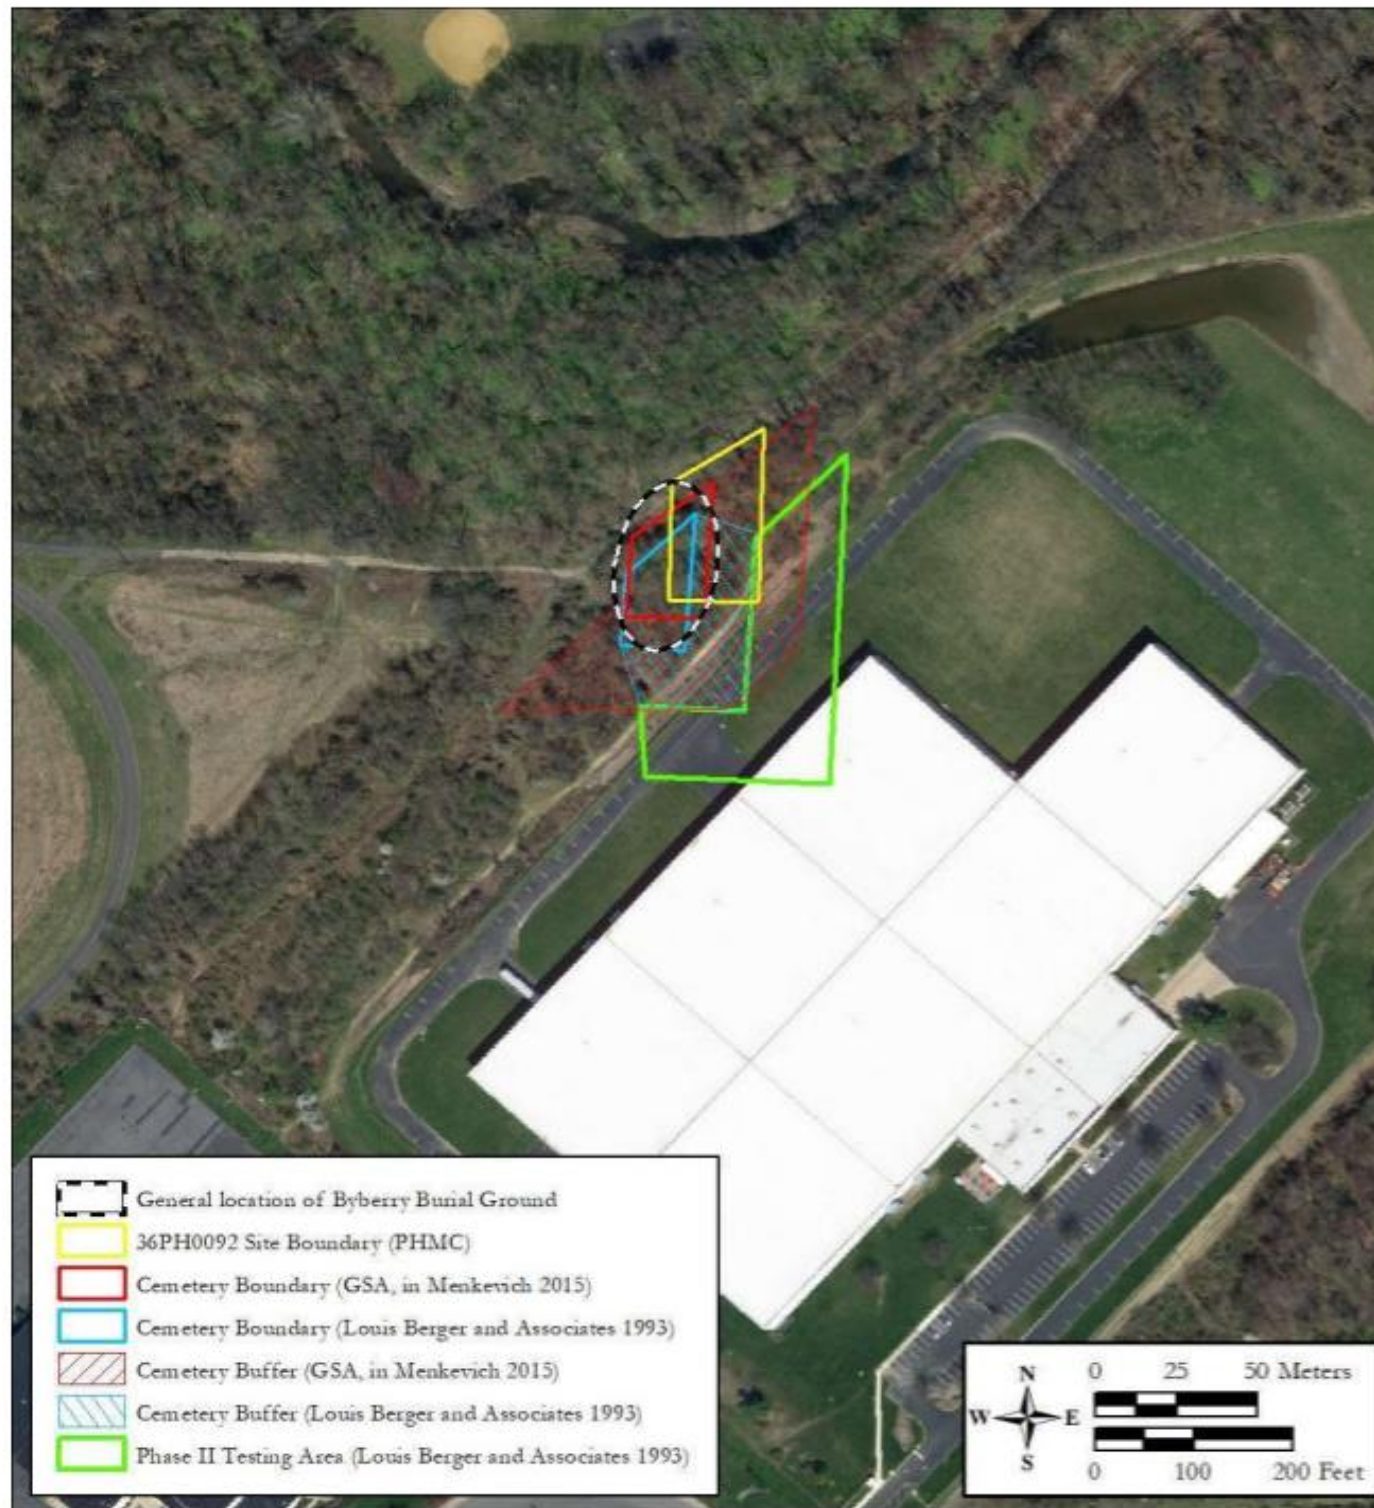 General location of Byberry Burial Ground
36PH0092 Site Boundary (PHMC)
Cemetery Boundary (GSA, in Menkevich 2015)
Cemetery Boundary (Louis Berger and Associates 1993)
Cemetery Buffer (GSA, in Menkevich 2015)
Cemetery Buffer (Louis Berger and Associates 1993)
Phase II Testing Area (Louis Berger and Associates 1993)
N
W E
S
0 25 50 Meters
0 100 200 Feet